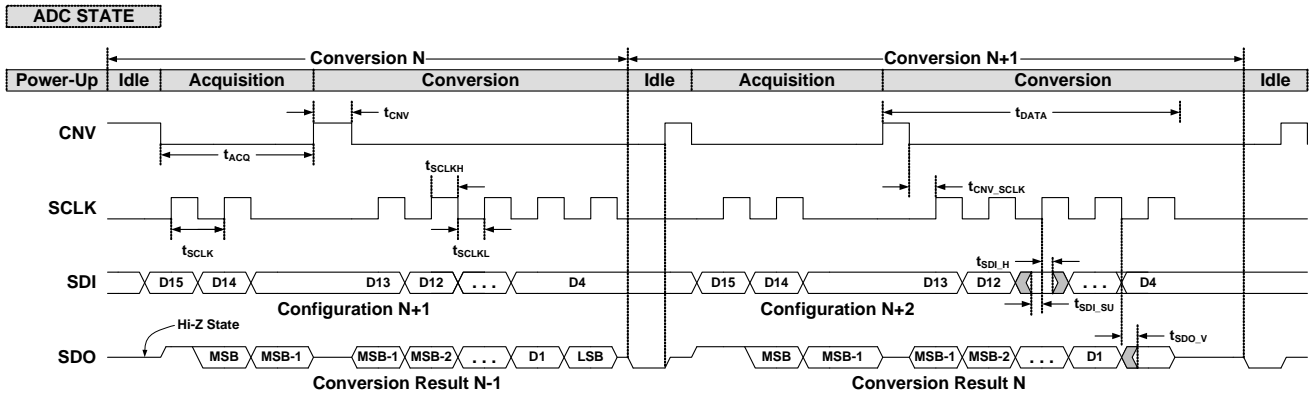 ADC STATE
Conversion N Conversion N+1
Power-Up Idle Acquisition Conversion Idle Acquisition Conversion Idle
CNV tCNV tDATA
tACQ
tSCLKH
SCLK tCNV_SCLK
tSCLK tSCLKL
tSDI_H
SDI D15 D14 D13 D12 . . . D4 D15 D14 D13 D12 . . . D4
Configuration N+1 Configuration N+2 tSDI_SU
Hi-Z State tSDO_V
SDO MSB MSB-1 MSB-1 MSB-2 . . . D1 LSB MSB MSB-1 MSB-1 MSB-2 . . . D1
Conversion Result N-1 Conversion Result N